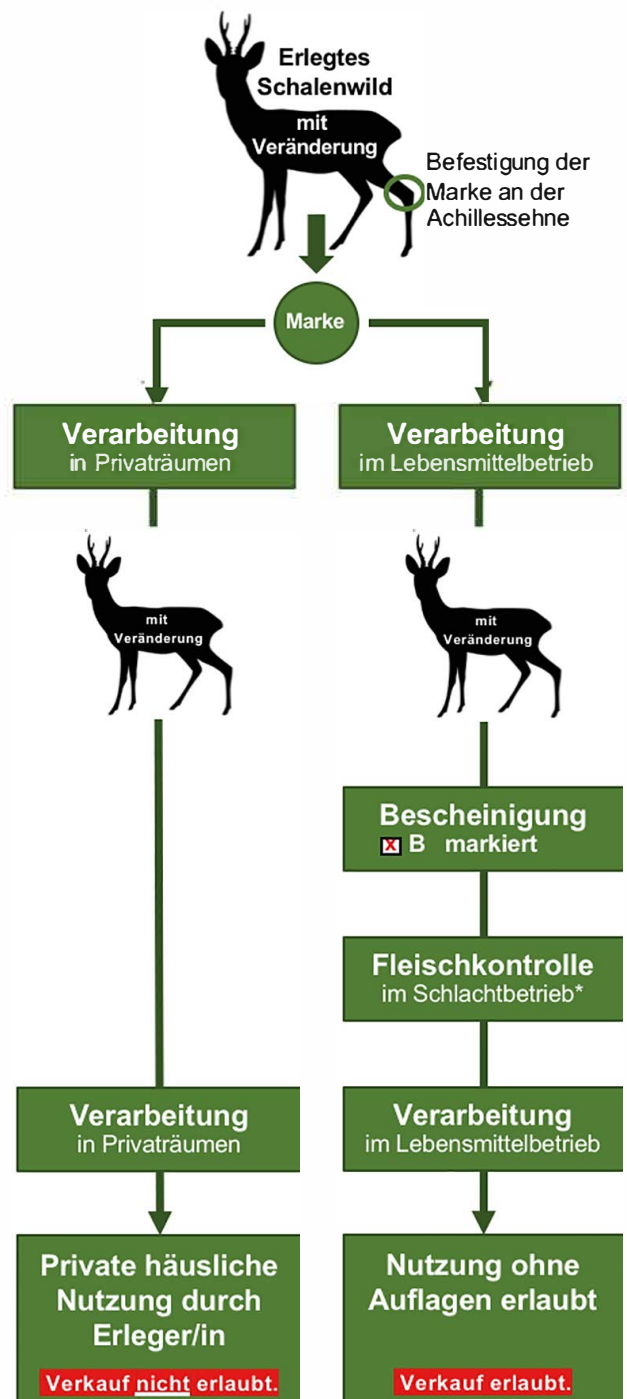 Erlegtes
Schalenwild
mit
Veränderung
Befestigung der
Marke an der
Achillessehne
Marke
Verarbeitung
in Privaträumen
Verarbeitung
im Lebensmittelbetrieb
mit
Veränderung
mit
Veränderung
Bescheinigung
x B markiert
Fleischkontrolle
im Schlachtbetrieb*
Verarbeitung
in Privaträumen
Verarbeitung
im Lebensmittelbetrieb
Private häusliche
Nutzung durch
Erleger/in
Verkauf nicht erlaubt.
Nutzung ohne
Auflagen erlaubt
Verkauf erlaubt.